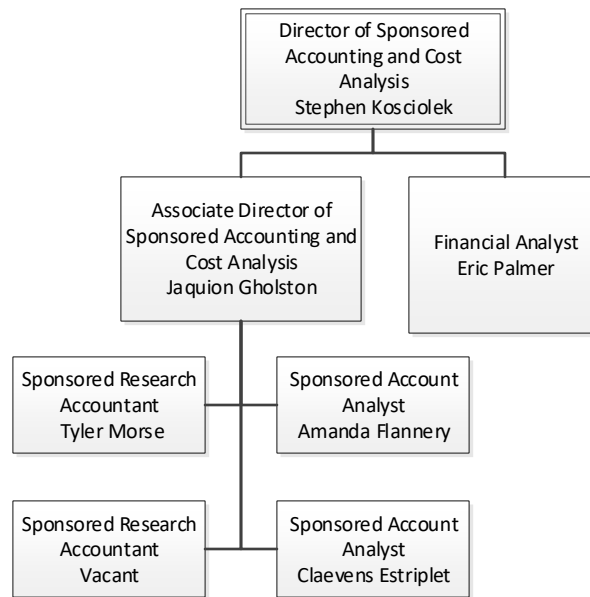 Director of Sponsored
Accounting and Cost
Analysis
Stephen Kosciolek
Associate Director of
Sponsored Accounting and
Cost Analysis
Jaquion Gholston
Financial Analyst
Eric Palmer
Sponsored Research
Accountant
Tyler Morse
Sponsored Account
Analyst
Amanda Flannery
Sponsored Research
Accountant
Vacant
Sponsored Account
Analyst
Claevens Estriplet